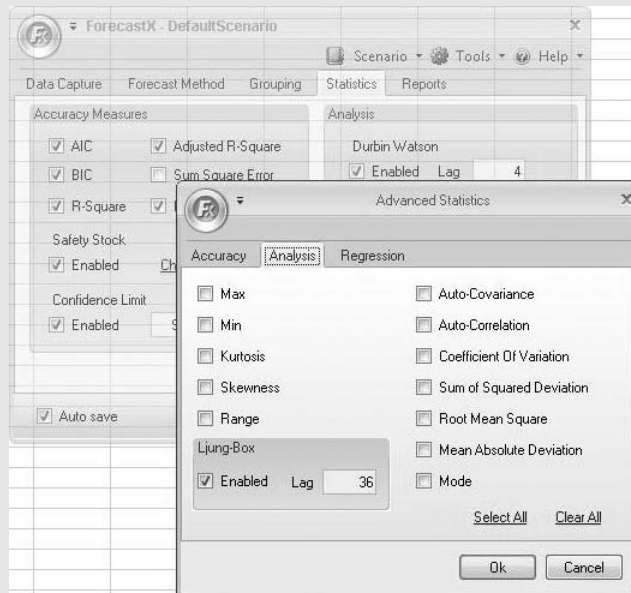 ForecastX - DefaultScenario
Scenario Tools Help
Data Capture Forecast Method Grouping Statistics Reports
Accuracy Measures
AIC Adjusted R-Square
BIC Sum Square Error
R-Square
Safety Stock
Enabled
Confidence Limit
Enabled
Auto save
Analysis
Durbin Watson
Enabled Lag 4
Advanced Statistics
Accuracy Analysis Regression
Max
Min
Kurtosis
Skewness
Range
Ljung-Box
Enabled Lag 36
Auto-Covariance
Auto-Correlation
Coefficient Of Variation
Sum of Squared Deviation
Root Mean Square
Mean Absolute Deviation
Mode
Select All Clear All
Ok Cancel